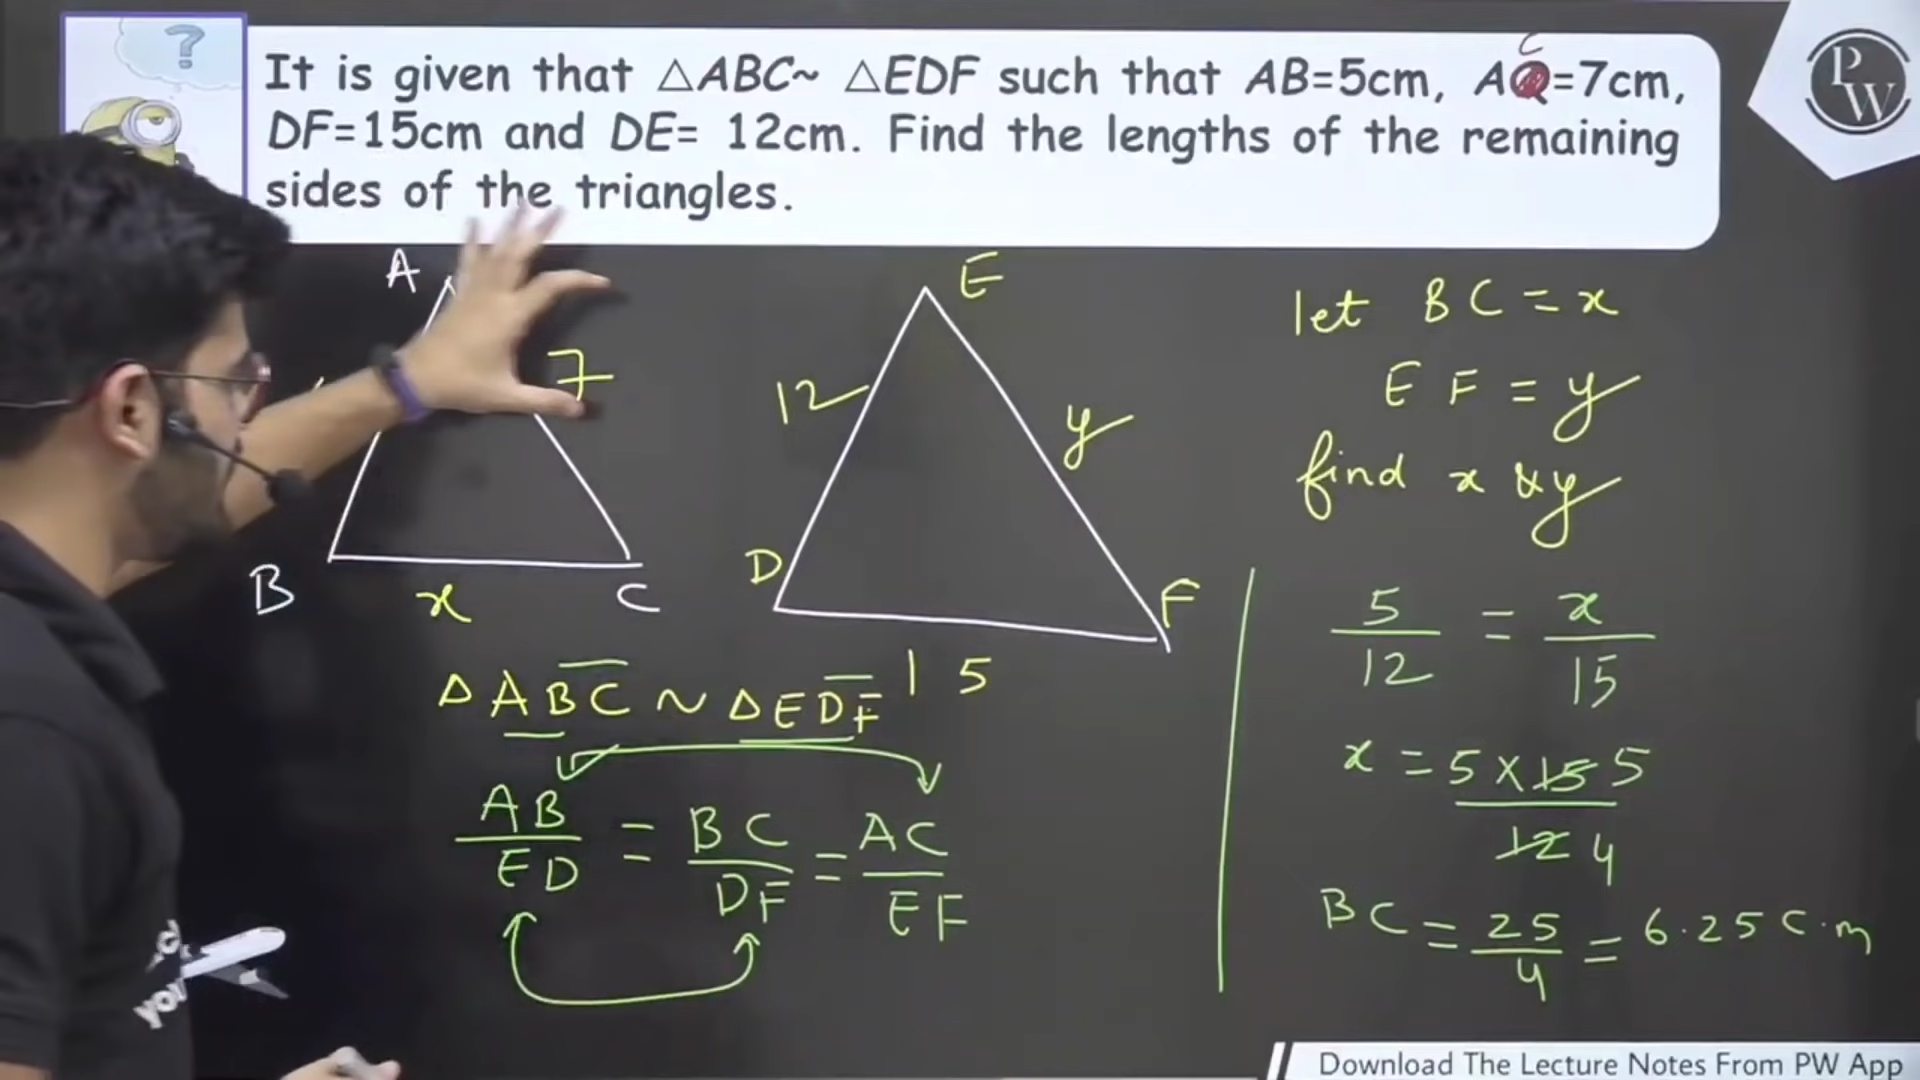 ?
It is given that △ABC~ △EDF such that AB=5cm, AC=7cm,
DF=15cm and DE= 12cm. Find the lengths of the remaining
sides of the triangles.
PW
A
7
B
x
C
E
12
y
D
F
15
let BC = x
EF = y
find x & y
Δ ABC ~ Δ EDF
AB/ED = BC/DF = AC/EF
5/12 = x/15
x = 5 × 15 5
12 4
BC = 25/4 = 6.25 c.m
you
Download The Lecture Notes From PW App